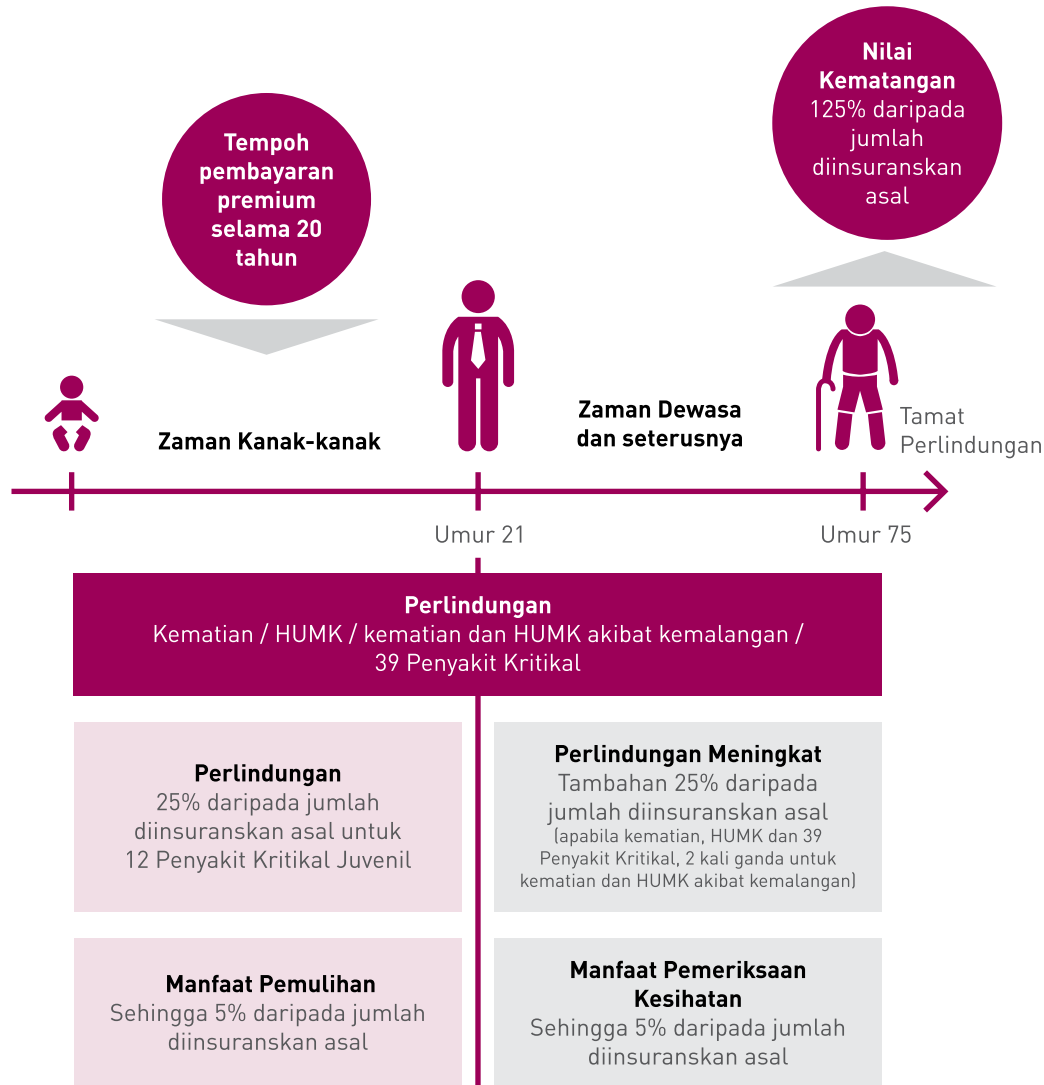 Tempoh
pembayaran
premium
selama 20
tahun
Nilai
Kematangan
125% daripada
jumlah
diinsuranskan
asal
Zaman Kanak-kanak
Zaman Dewasa
dan seterusnya
Tamat
Perlindungan
Umur 21
Umur 75
Perlindungan
Kematian / HUMK / kematian dan HUMK akibat kemalangan /
39 Penyakit Kritikal
Perlindungan
25% daripada jumlah
diinsuranskan asal untuk
12 Penyakit Kritikal Juvenil
Perlindungan Meningkat
Tambahan 25% daripada
jumlah diinsuranskan asal
(apabila kematian, HUMK dan 39
Penyakit Kritikal, 2 kali ganda untuk
kematian dan HUMK akibat kemalangan)
Manfaat Pemulihan
Sehingga 5% daripada jumlah
diinsuranskan asal
Manfaat Pemeriksaan
Kesihatan
Sehingga 5% daripada jumlah
diinsuranskan asal